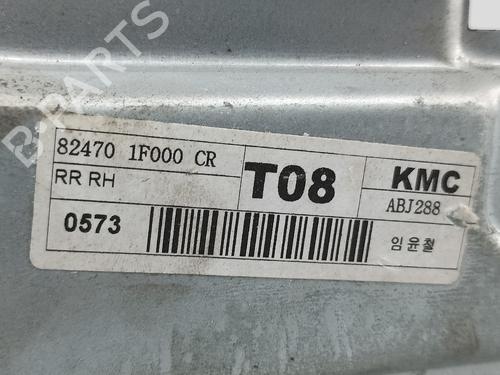 B-PARTS
82470 1F000 CR
RR RH
T08
KMC
ABJ288
0573
임윤철